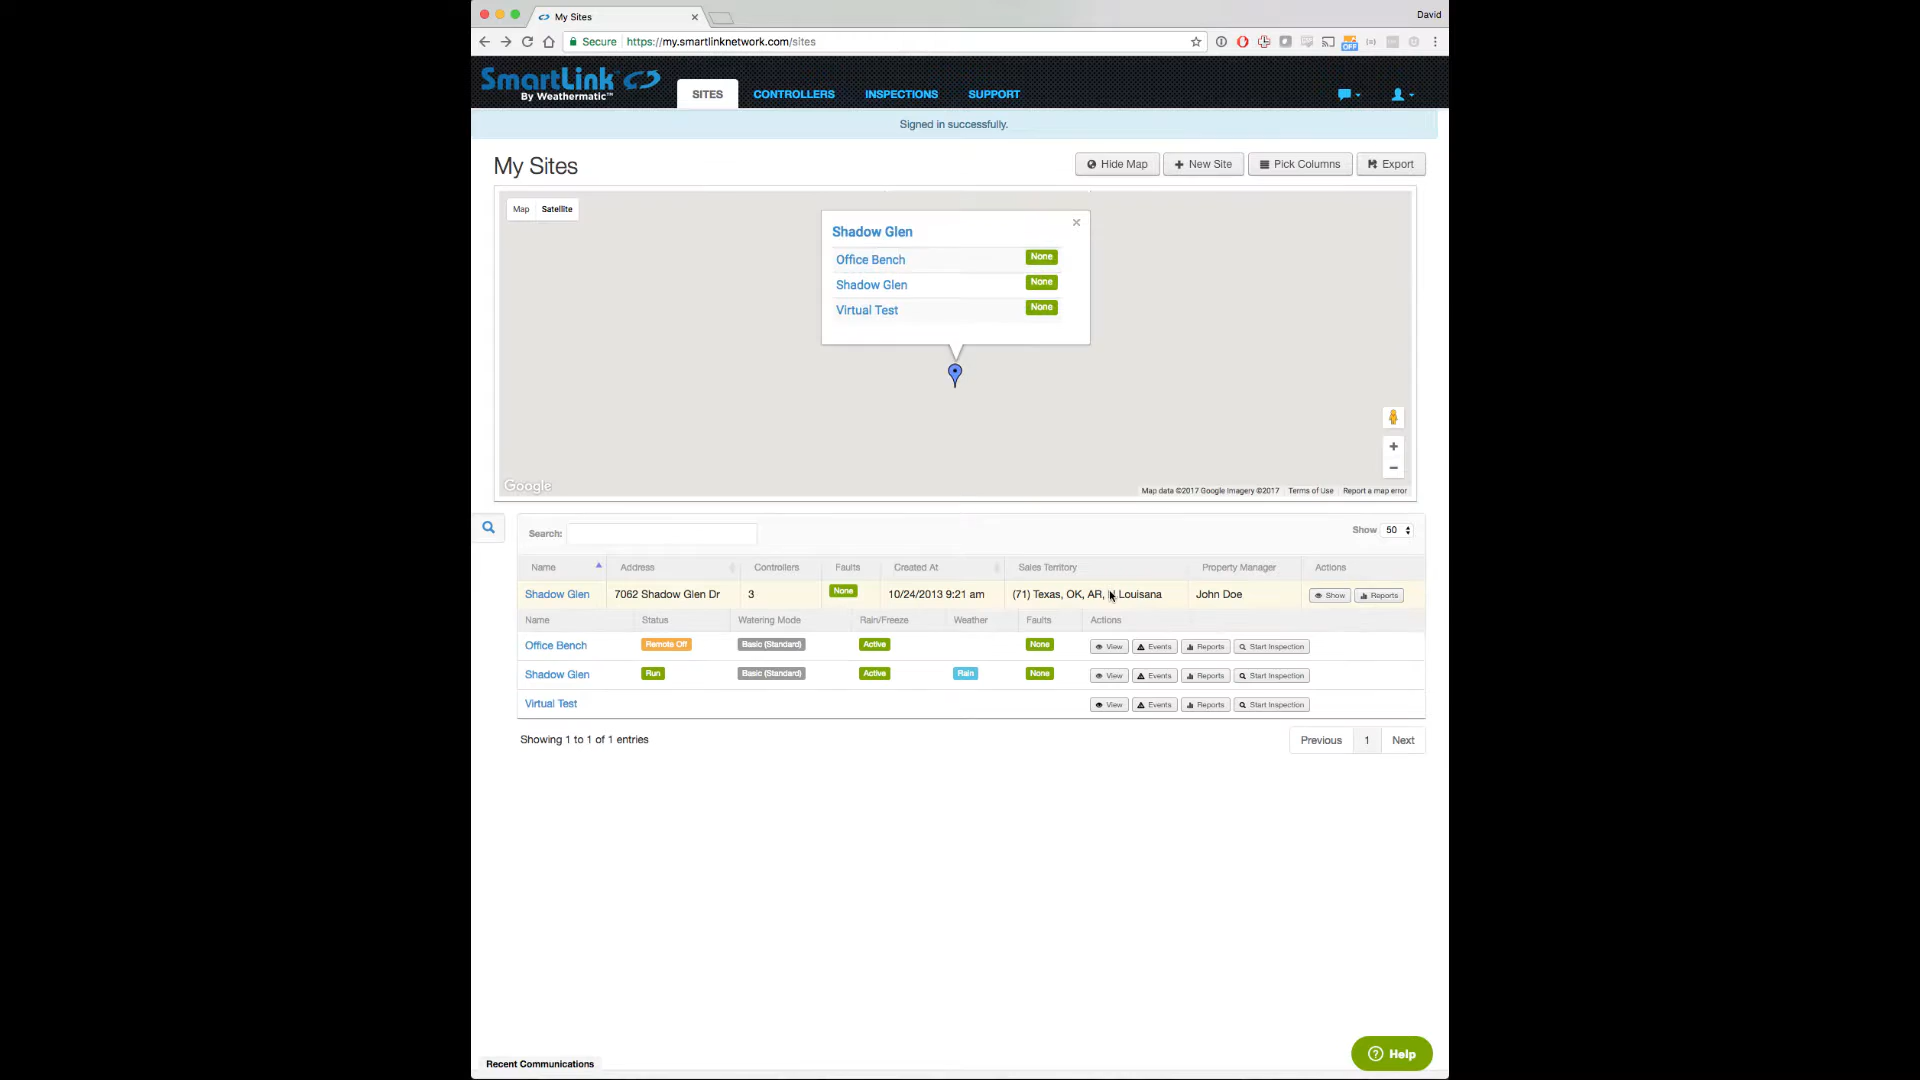 My Sites
David
Secure https://my.smartlinknetwork.com/sites
OFF
SmartLink
By Weathermatic™
SITES CONTROLLERS INSPECTIONS SUPPORT
Signed in successfully.
My Sites
Hide Map New Site Pick Columns Export
Map Satellite
Shadow Glen
Office Bench None
Shadow Glen None
Virtual Test None
Google
Map data ©2017 Google Imagery ©2017 Terms of Use Report a map error
Search: Show 50
Name Address Controllers Faults Created At Sales Territory Property Manager Actions
Shadow Glen 7062 Shadow Glen Dr 3 None 10/24/2013 9:21 am (71) Texas, OK, AR, Louisana John Doe Show Reports
Name Status Watering Mode Rain/Freeze Weather Faults Actions
Office Bench Remote Off Basic (Standard) Active None View Events Reports Start Inspection
Shadow Glen Run Basic (Standard) Active Rain None View Events Reports Start Inspection
Virtual Test View Events Reports Start Inspection
Showing 1 to 1 of 1 entries
Previous 1 Next
Recent Communications
Help